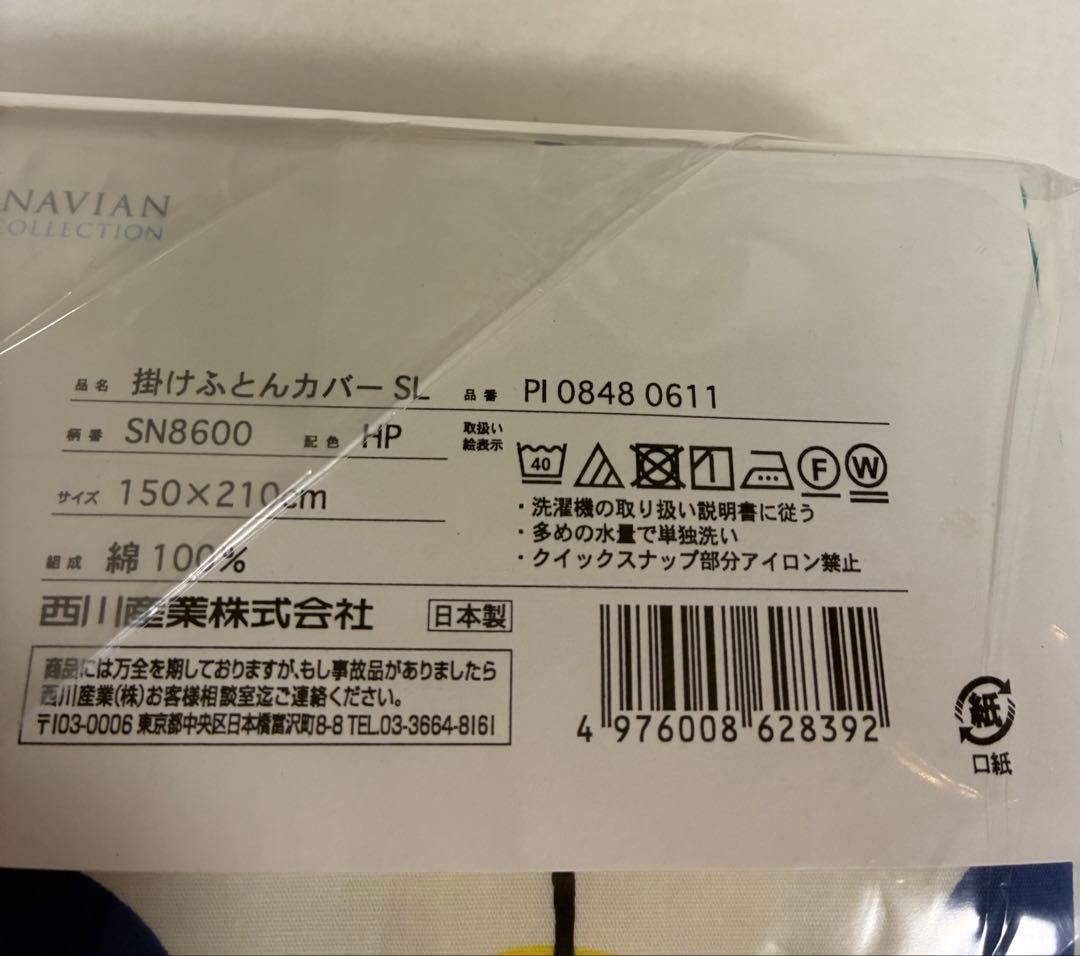 NAVIAN
COLLECTION
品名 掛けふとんカバー SL 品番 PI 0848 0611
柄番 SN8600 配色 HP
サイズ 150×210cm
組成 綿 100%
取扱い
絵表示
40 F W
・洗濯機の取り扱い説明書に従う
・多めの水量で単独洗い
・クイックスナップ部分アイロン禁止
西川産業株式会社 日本製
商品には万全を期しておりますが、もし事故品がありましたら
西川産業(株)お客様相談室迄ご連絡ください。
〒103-0006 東京都中央区日本橋富沢町8-8 TEL.03-3664-8161
4 976008 628392
紙
口紙